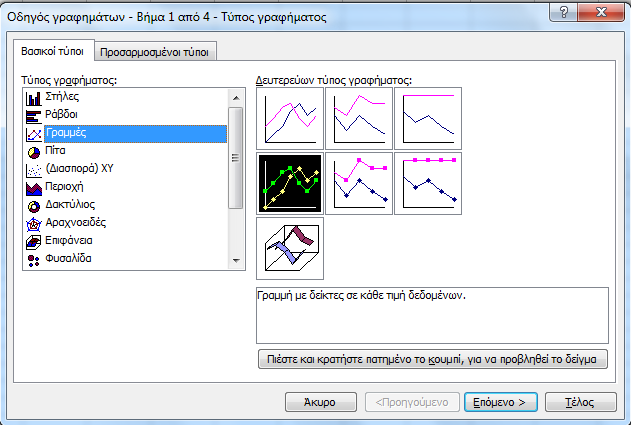 Οδηγός γραφημάτων - Βήμα 1 από 4 - Τύπος γραφήματος
Βασικοί τύποι
Προσαρμοσμένοι τύποι
Τύπος γραφήματος:
Στήλες
Ράβδοι
Γραμμές
Πίτα
(Διασπορά) XY
Περιοχή
Δακτύλιος
Αραχνοειδές
Επιφάνεια
Φυσαλίδα
Δευτερεύων τύπος γραφήματος:
Γραμμή με δείκτες σε κάθε τιμή δεδομένων.
Πιέστε και κρατήστε πατημένο το κουμπί, για να προβληθεί το δείγμα
Άκυρο
<Προηγούμενο
Επόμενο >
Τέλος